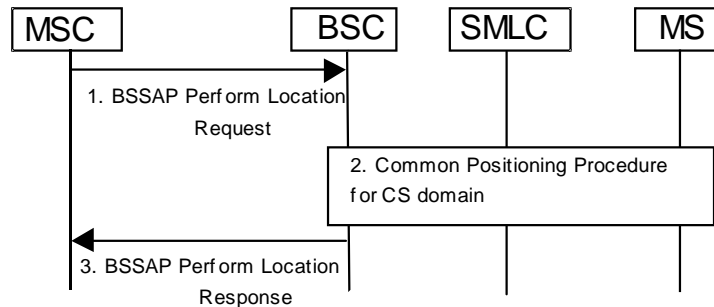 MSC
BSC
SMLC
MS
1. BSSAP Perform Location
Request
2. Common Positioning Procedure
for CS domain
3. BSSAP Perform Location
Response